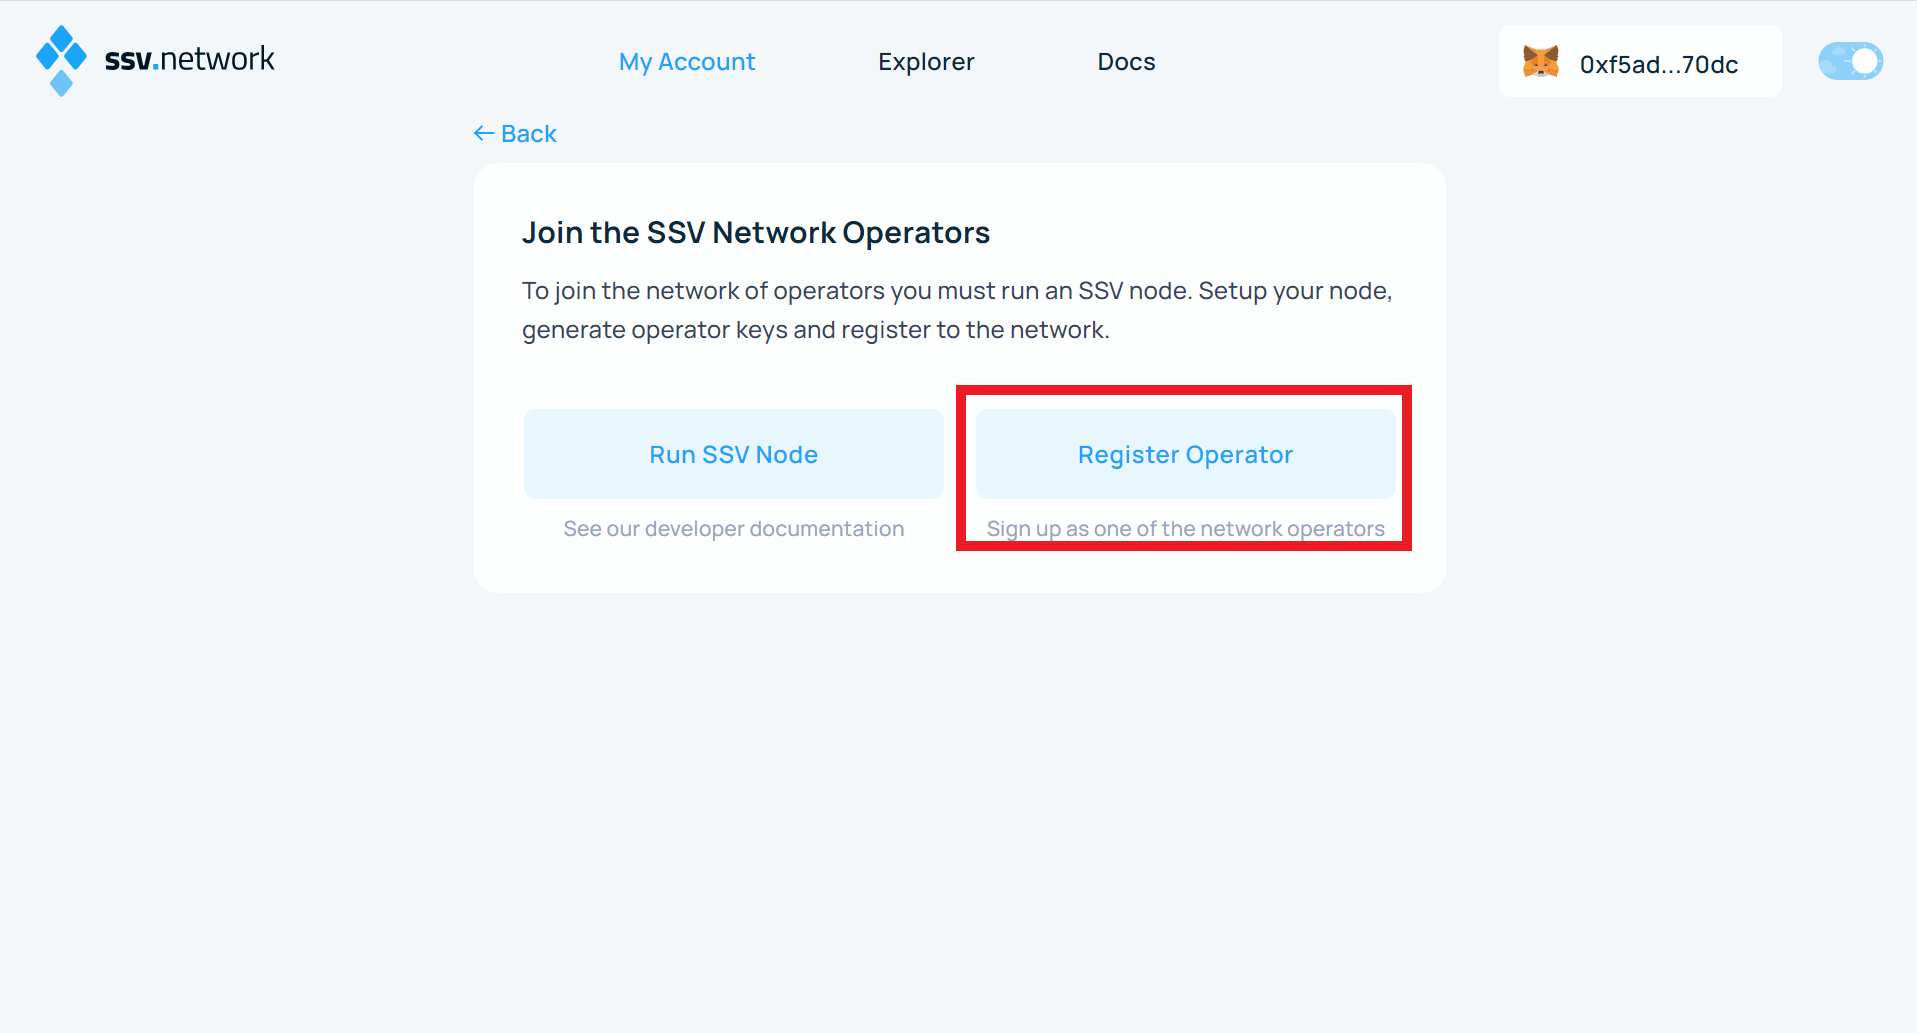 ssv.network
My Account
Explorer
Docs
0xf5ad...70dc
← Back
Join the SSV Network Operators
To join the network of operators you must run an SSV node. Setup your node,
generate operator keys and register to the network.
Run SSV Node
Register Operator
See our developer documentation
Sign up as one of the network operators